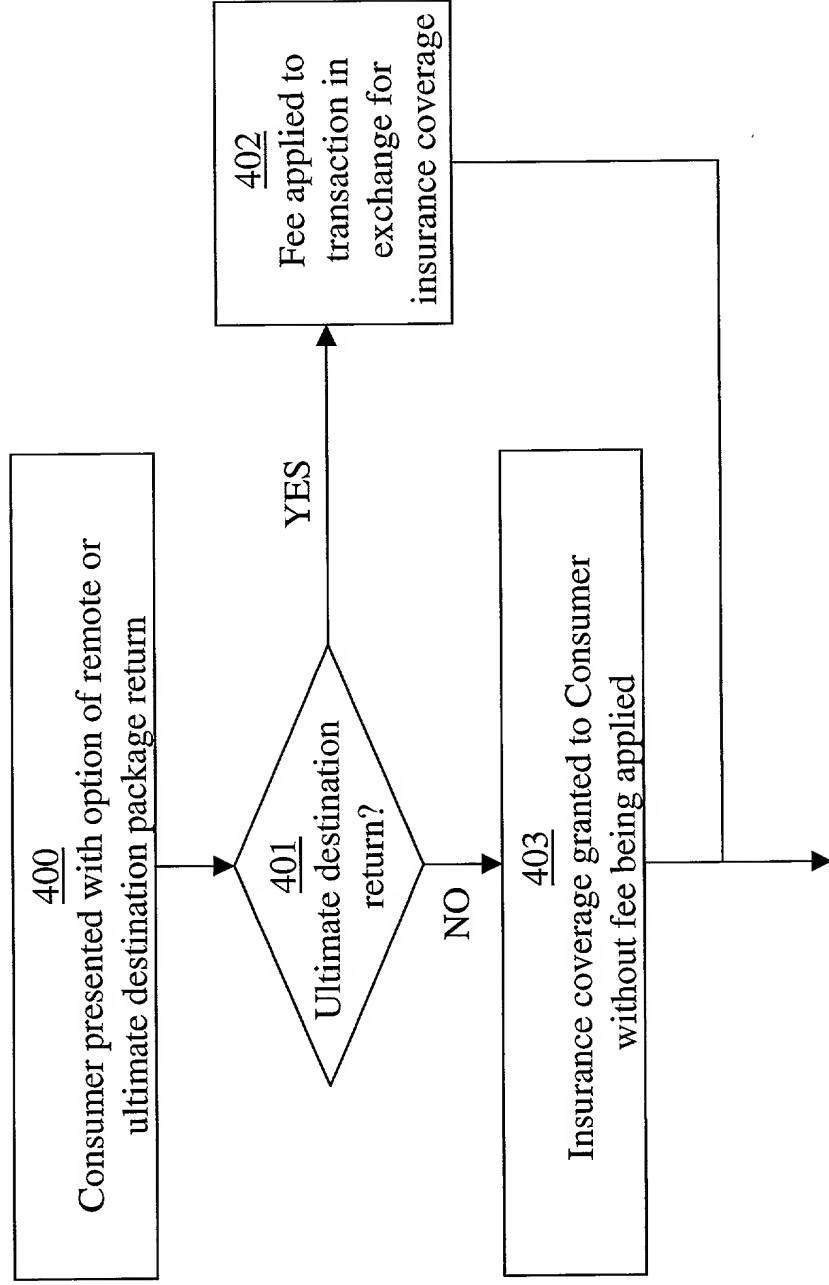 400
Consumer presented with option of remote or
ultimate destination package return
401
Ultimate destination
return?
YES
402
Fee applied to
transaction in
exchange for
insurance coverage
NO
403
Insurance coverage granted to Consumer
without fee being applied